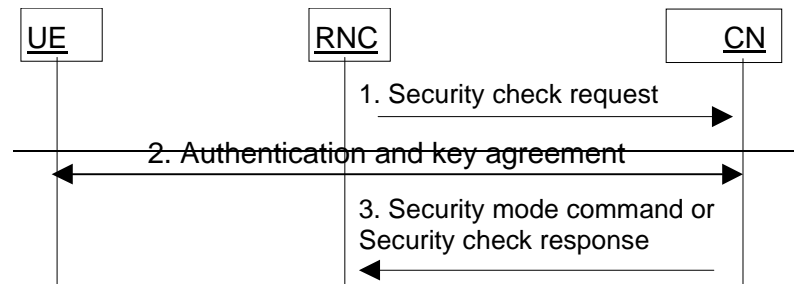 UE
RNC
CN
1. Security check request
2. Authentication and key agreement
3. Security mode command or
Security check response